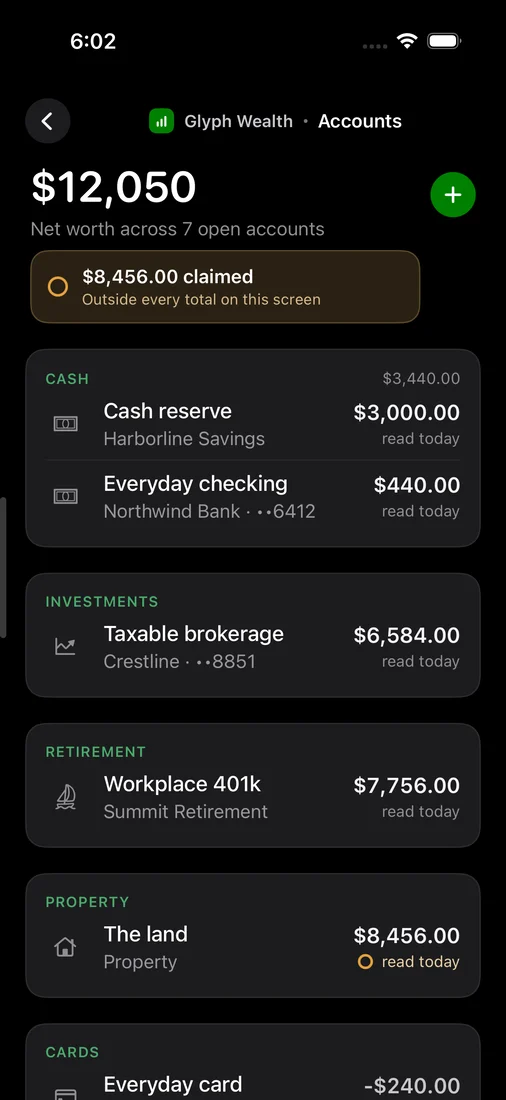 6:02
Glyph Wealth • Accounts
$12,050
Net worth across 7 open accounts
$8,456.00 claimed
Outside every total on this screen
CASH $3,440.00
Cash reserve $3,000.00
Harborline Savings read today
Everyday checking $440.00
Northwind Bank · ••6412 read today
INVESTMENTS
Taxable brokerage $6,584.00
Crestline · ••8851 read today
RETIREMENT
Workplace 401k $7,756.00
Summit Retirement read today
PROPERTY
The land $8,456.00
Property read today
CARDS
Everyday card -$240.00